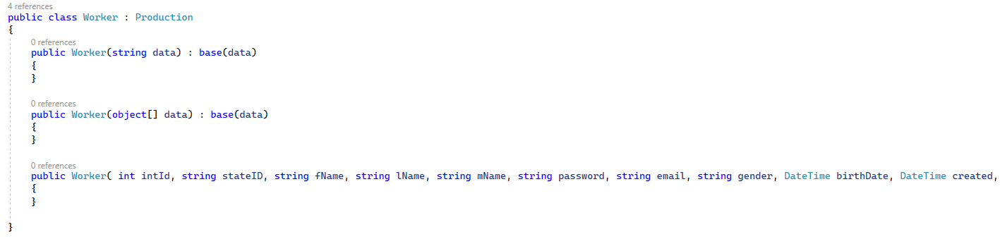 4 references
public class Worker : Production
{
0 references
public Worker(string data) : base(data)
{
}
0 references
public Worker(object[] data) : base(data)
{
}
0 references
public Worker( int intId, string stateID, string fName, string lName, string mName, string password, string email, string gender, DateTime birthDate, DateTime created,
{
}
}